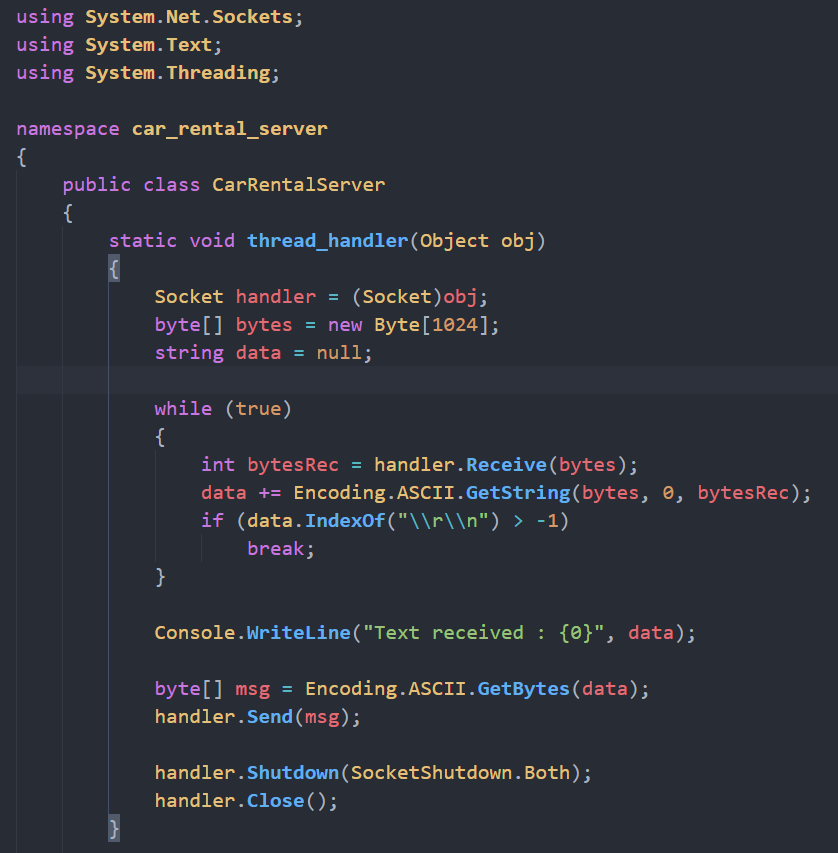 using System.Net.Sockets;
using System.Text;
using System.Threading;

namespace car_rental_server
{
    public class CarRentalServer
    {
        static void thread_handler(Object obj)
        {
            Socket handler = (Socket)obj;
            byte[] bytes = new Byte[1024];
            string data = null;

            while (true)
            {
                int bytesRec = handler.Receive(bytes);
                data += Encoding.ASCII.GetString(bytes, 0, bytesRec);
                if (data.IndexOf("\\r\\n") > -1)
                    break;
            }

            Console.WriteLine("Text received : {0}", data);

            byte[] msg = Encoding.ASCII.GetBytes(data);
            handler.Send(msg);

            handler.Shutdown(SocketShutdown.Both);
            handler.Close();
        }